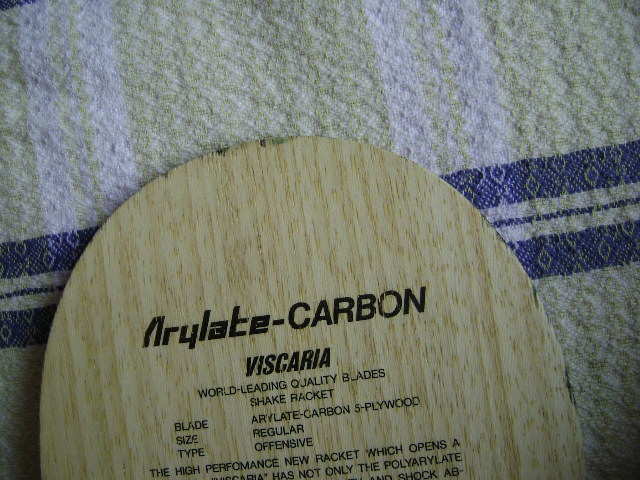 Arylate-CARBON
VISCARIA
WORLD-LEADING QUALITY BLADES
SHAKE RACKET
BLADE ARYLATE-CARBON 5-PLYWOOD
SIZE REGULAR
TYPE OFFENSIVE
THE HIGH PERFOMANCE NEW RACKET WHICH OPENS A
"VISCARIA" HAS NOT ONLY THE POLYARYLATE
AND SHOCK AB-